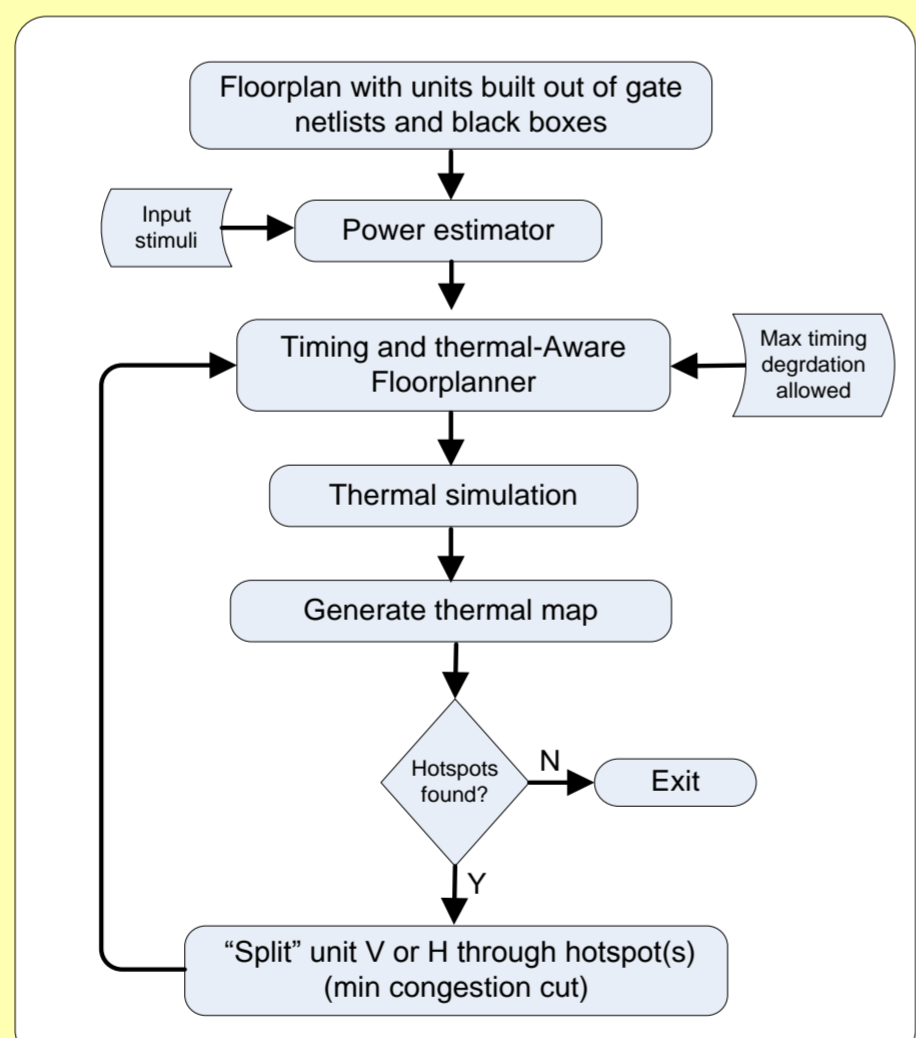 Floorplan with units built out of gate
netlists and black boxes
Input
stimuli
Power estimator
Timing and thermal-Aware
Floorplanner
Max timing
degrdation
allowed
Thermal simulation
Generate thermal map
Hotspots
found?
N
Exit
Y
“Split” unit V or H through hotspot(s)
(min congestion cut)